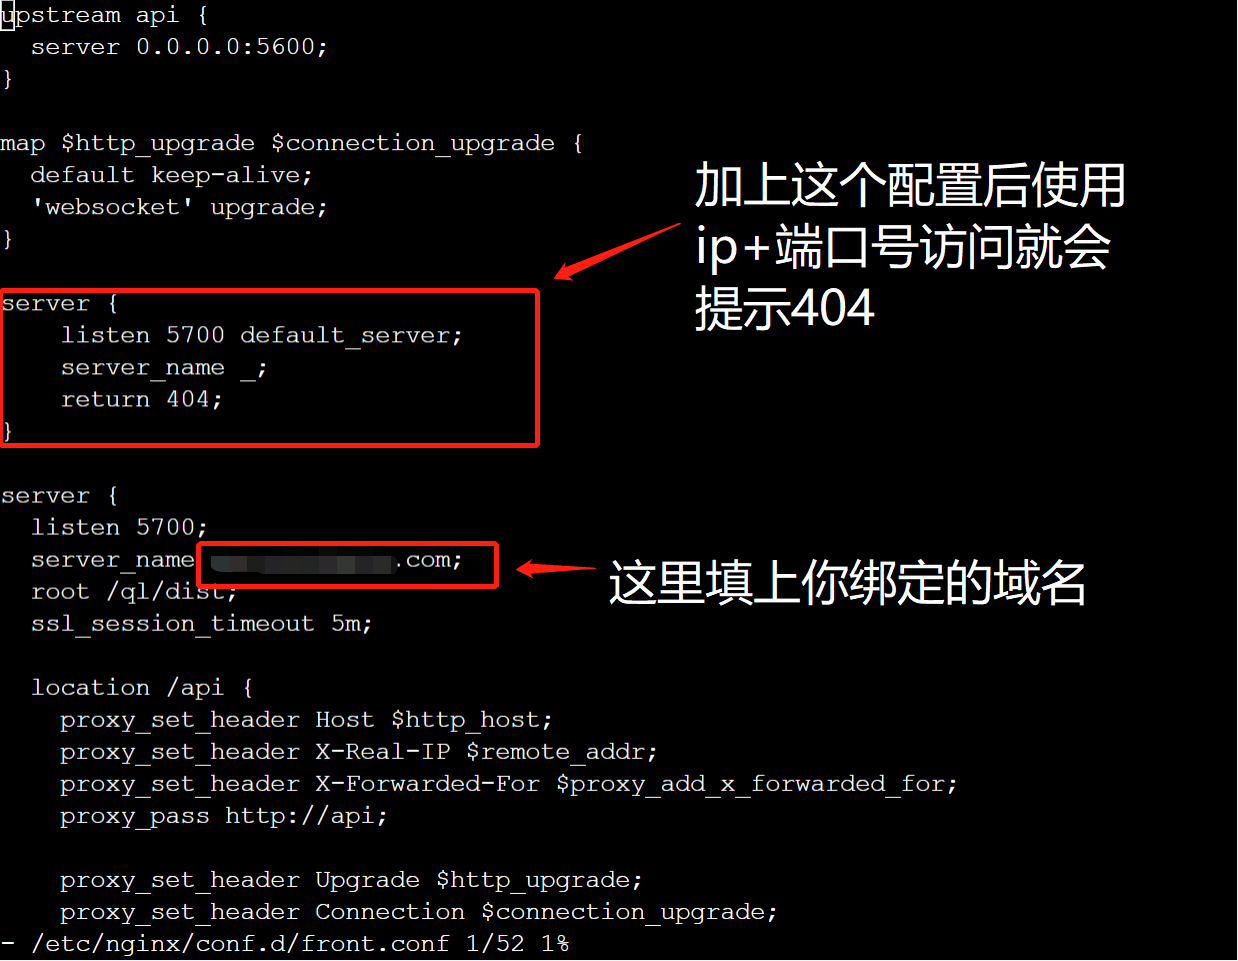 upstream api {
server 0.0.0.0:5600;
}
map $http_upgrade $connection_upgrade {
default keep-alive;
'websocket' upgrade;
}
加上这个配置后使用
ip+端口号访问就会
提示404
server {
listen 5700 default_server;
server_name _;
return 404;
}
server {
listen 5700;
server_name .com;
这里填上你绑定的域名
root /ql/dist;
ssl_session_timeout 5m;
location /api {
proxy_set_header Host $http_host;
proxy_set_header X-Real-IP $remote_addr;
proxy_set_header X-Forwarded-For $proxy_add_x_forwarded_for;
proxy_pass http://api;
proxy_set_header Upgrade $http_upgrade;
proxy_set_header Connection $connection_upgrade;
- /etc/nginx/conf.d/front.conf 1/52 1%